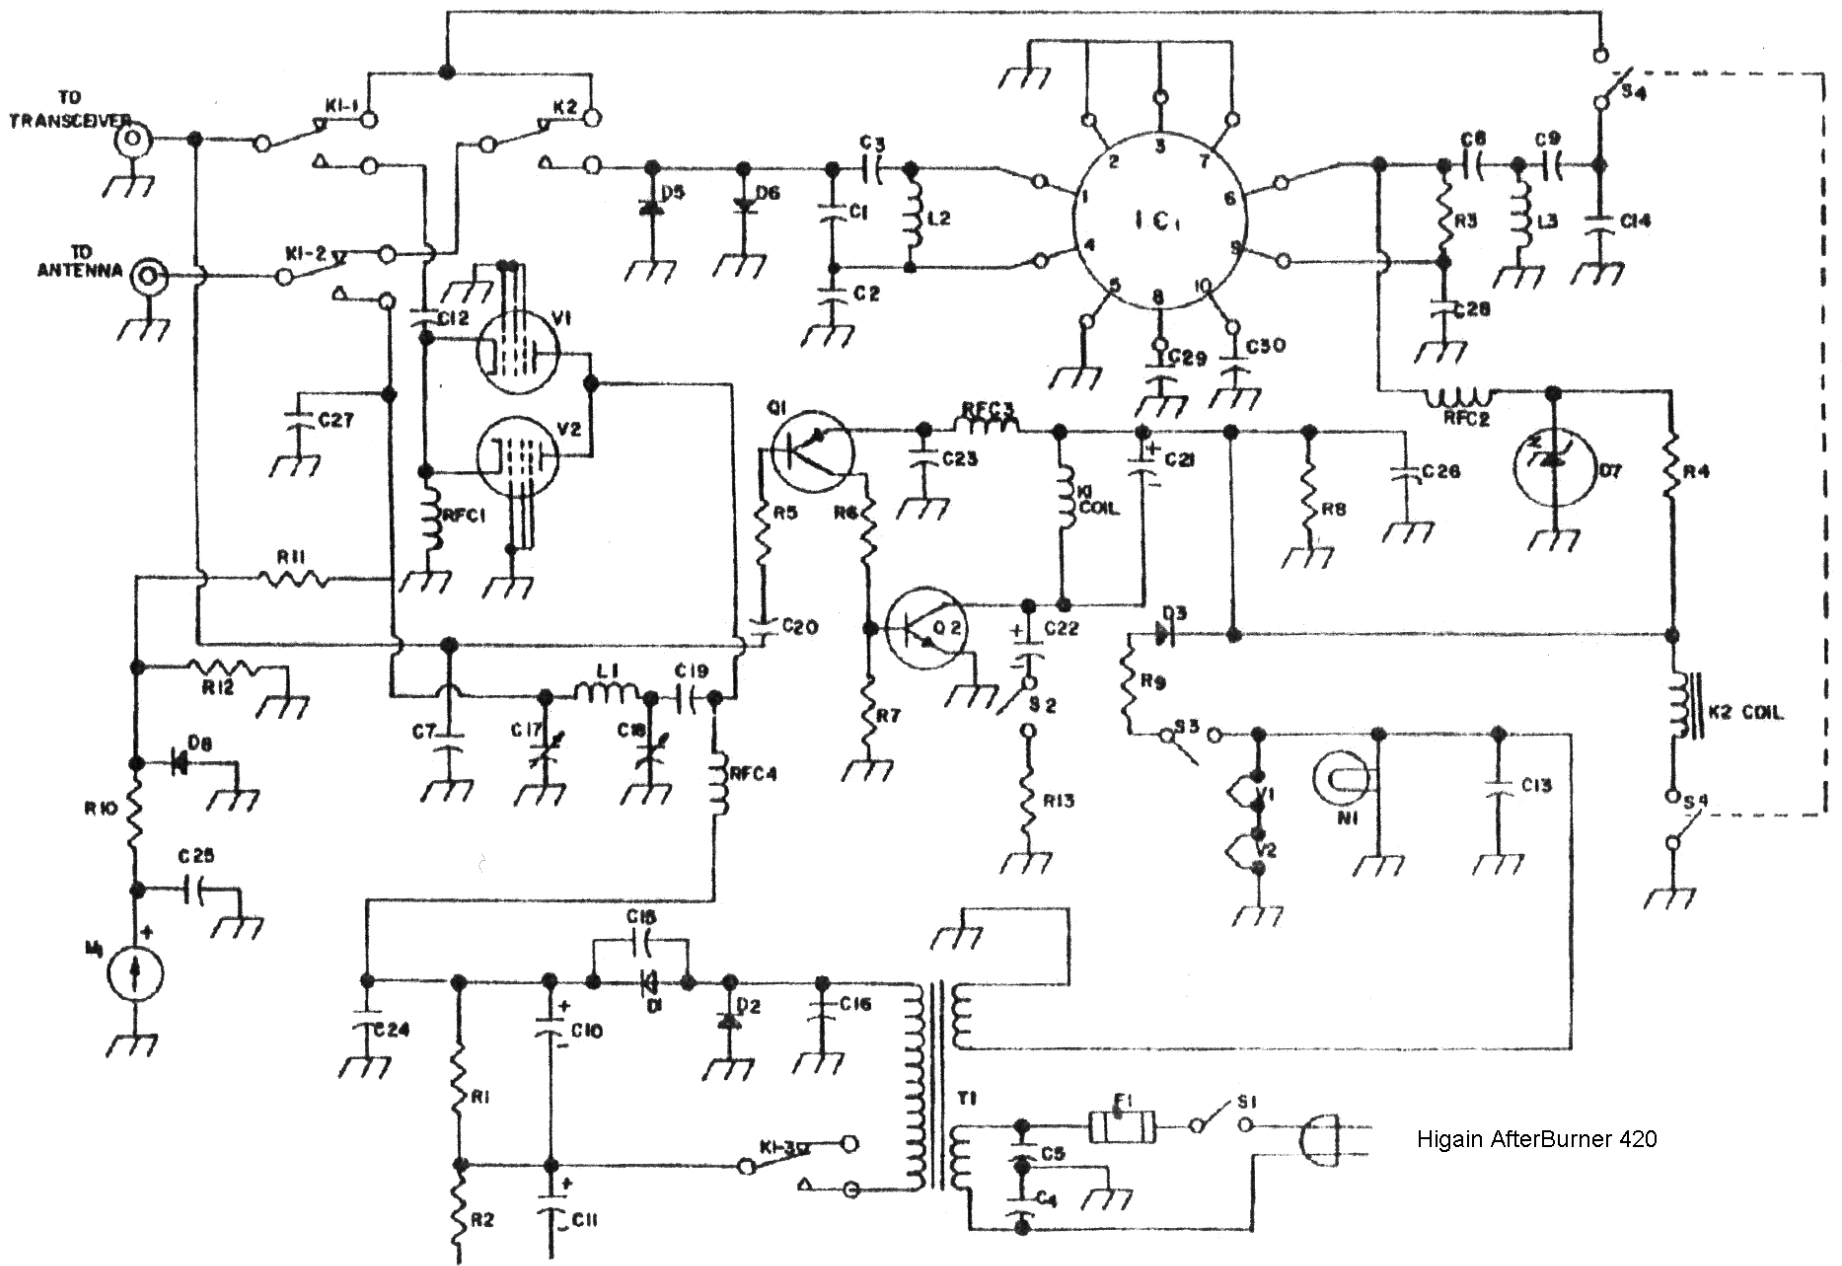 TO
TRANSCEIVER
K1-1
K2
S4
2
3
7
C3
C8
C9
1
6
D5
D6
C1
L2
IC1
R3
L3
C14
TO
ANTENNA
K1-2
4
9
5
8
10
C2
C28
C12
V1
C29
C30
C27
V2
Q1
RFC3
RFC2
C23
C21
C26
D7
R4
RFC1
R5
R6
K1
COIL
R8
R11
C20
Q2
C22
D3
R12
L1
C19
R9
R7
S2
S3
K2 COIL
C7
C17
C18
D8
RFC4
R13
V1
N1
C13
S4
R10
V2
C25
+
M1
C15
D1
D2
C16
C24
+
C10
R1
T1
F1
S1
K1-3
C5
Higain AfterBurner 420
+
C4
R2
C11